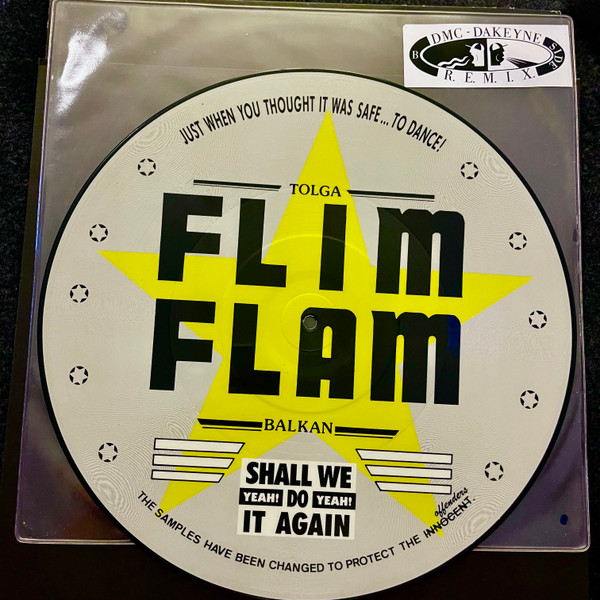 DMC - DAKEYNE
B SIDE
R. E. M. I. X.
JUST WHEN YOU THOUGHT IT WAS SAFE... TO DANCE!
TOLGA
FLIM
FLAM
BALKAN
SHALL WE
YEAH! DO YEAH!
IT AGAIN
THE SAMPLES HAVE BEEN CHANGED TO PROTECT THE INNOCENT.
offenders